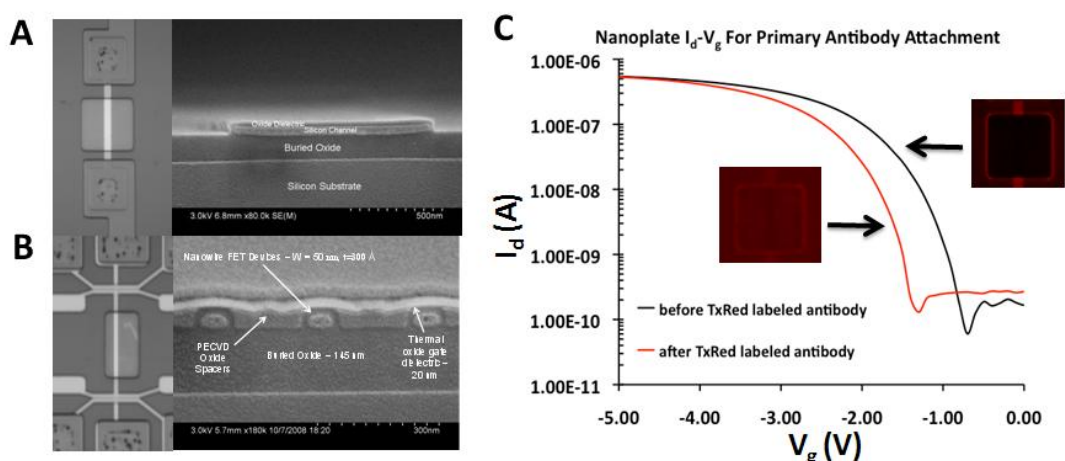 A
Oxide Dielectric
Silicon Channel
Buried Oxide
Silicon Substrate
3.0kV 6.8mm x80.0k SE(M)
500nm
B
Nanowire FET Devices – W = 50 nm, t=300 Å
PECVD
Oxide
Spacers
Buried Oxide – 145 nm
Thermal
oxide gate
dielectric –
20 nm
3.0kV 5.7mm x180k 10/7/2008 18:20
300nm
C
Nanoplate Id-Vg For Primary Antibody Attachment
1.00E-06
1.00E-07
1.00E-08
1.00E-09
1.00E-10
1.00E-11
Id (A)
before TxRed labeled antibody
after TxRed labeled antibody
-5.00
-4.00
-3.00
-2.00
-1.00
0.00
Vg (V)